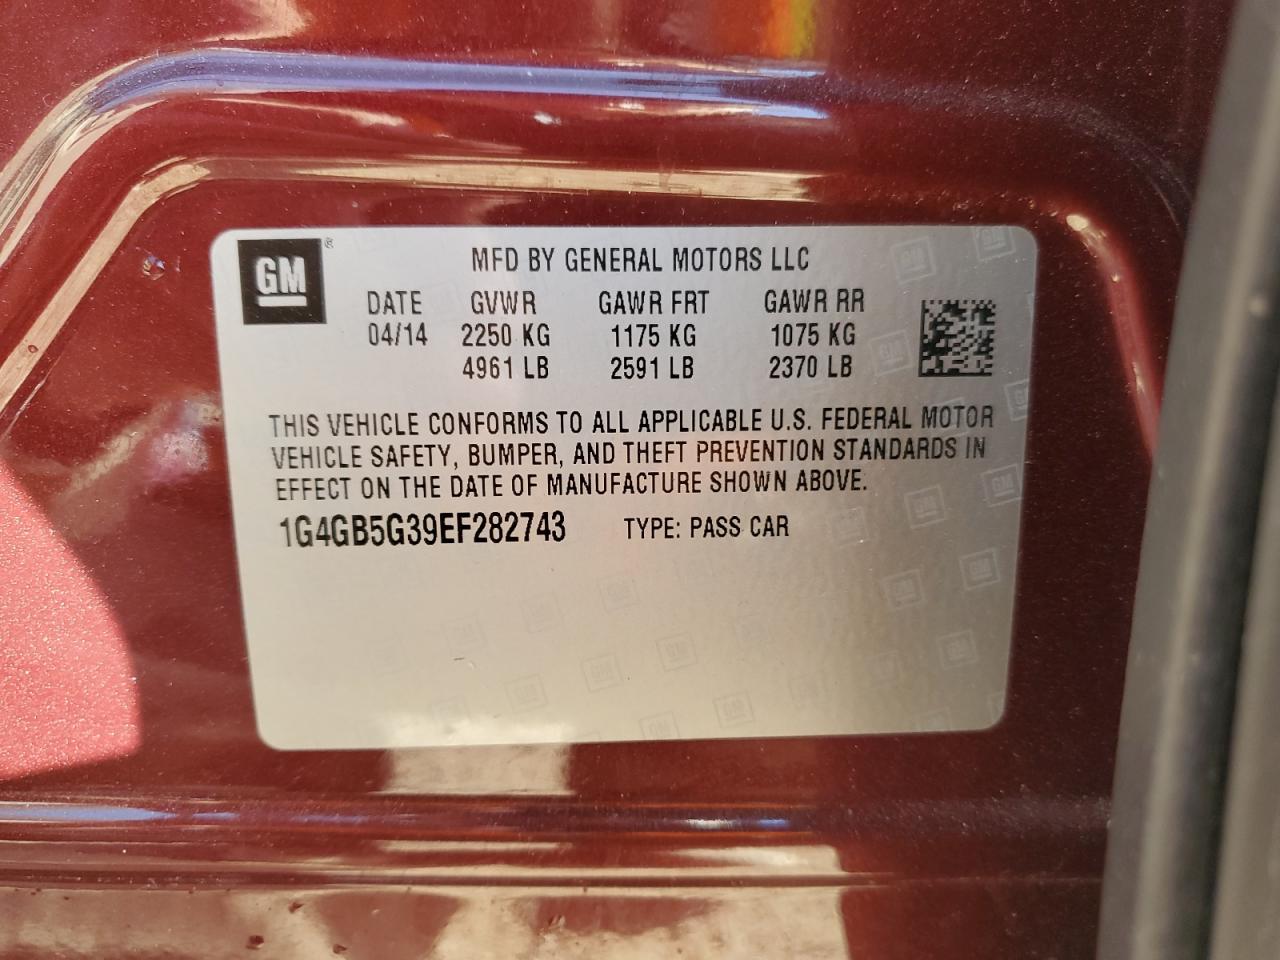 GM ®
MFD BY GENERAL MOTORS LLC
DATE GVWR GAWR FRT GAWR RR
04/14 2250 KG 1175 KG 1075 KG
4961 LB 2591 LB 2370 LB
THIS VEHICLE CONFORMS TO ALL APPLICABLE U.S. FEDERAL MOTOR
VEHICLE SAFETY, BUMPER, AND THEFT PREVENTION STANDARDS IN
EFFECT ON THE DATE OF MANUFACTURE SHOWN ABOVE.
1G4GB5G39EF282743 TYPE: PASS CAR